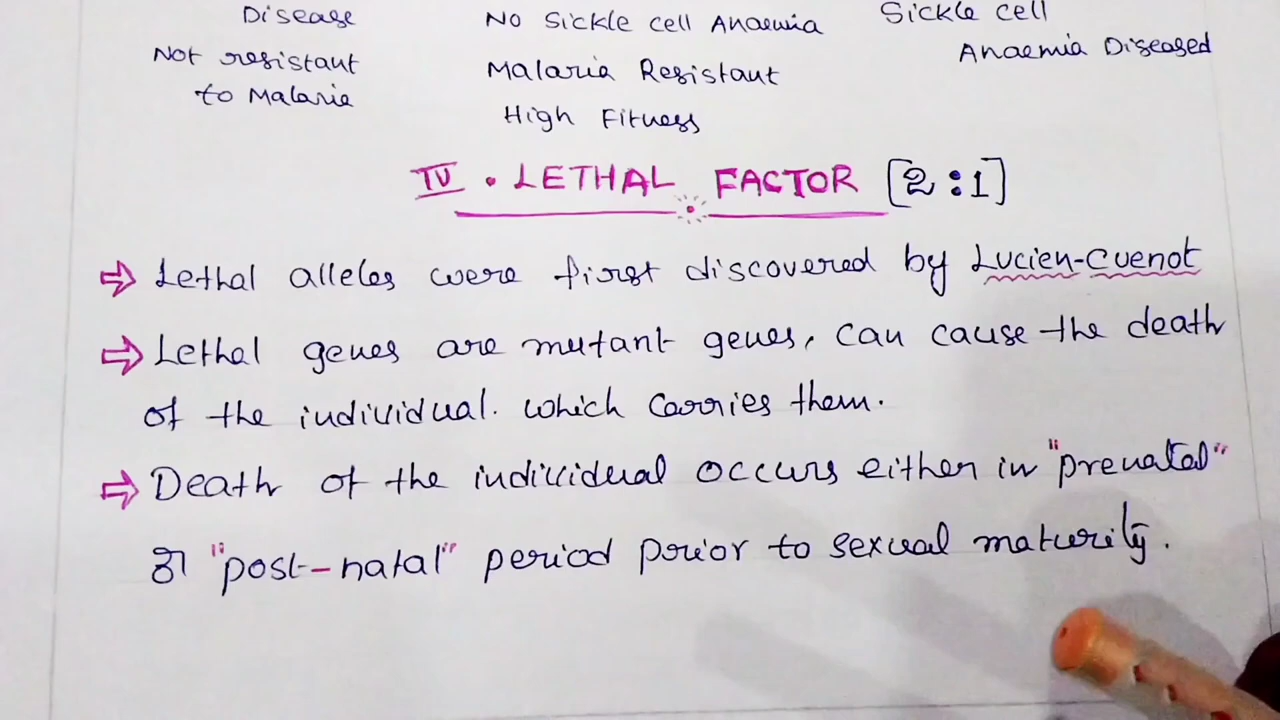 Disease No Sickle cell Anaemia Sickle cell
Not resistant Malaria Resistant Anaemia Diseased
to Malaria High Fitness
IV . LETHAL FACTOR [2:1]
⇒ Lethal alleles were first discovered by Lucien-Cuenot
⇒ Lethal genes are mutant genes, can cause the death
of the individual. which carries them.
⇒ Death of the individual occurs either in "prenatal"
or "post-natal" period prior to sexual maturity.